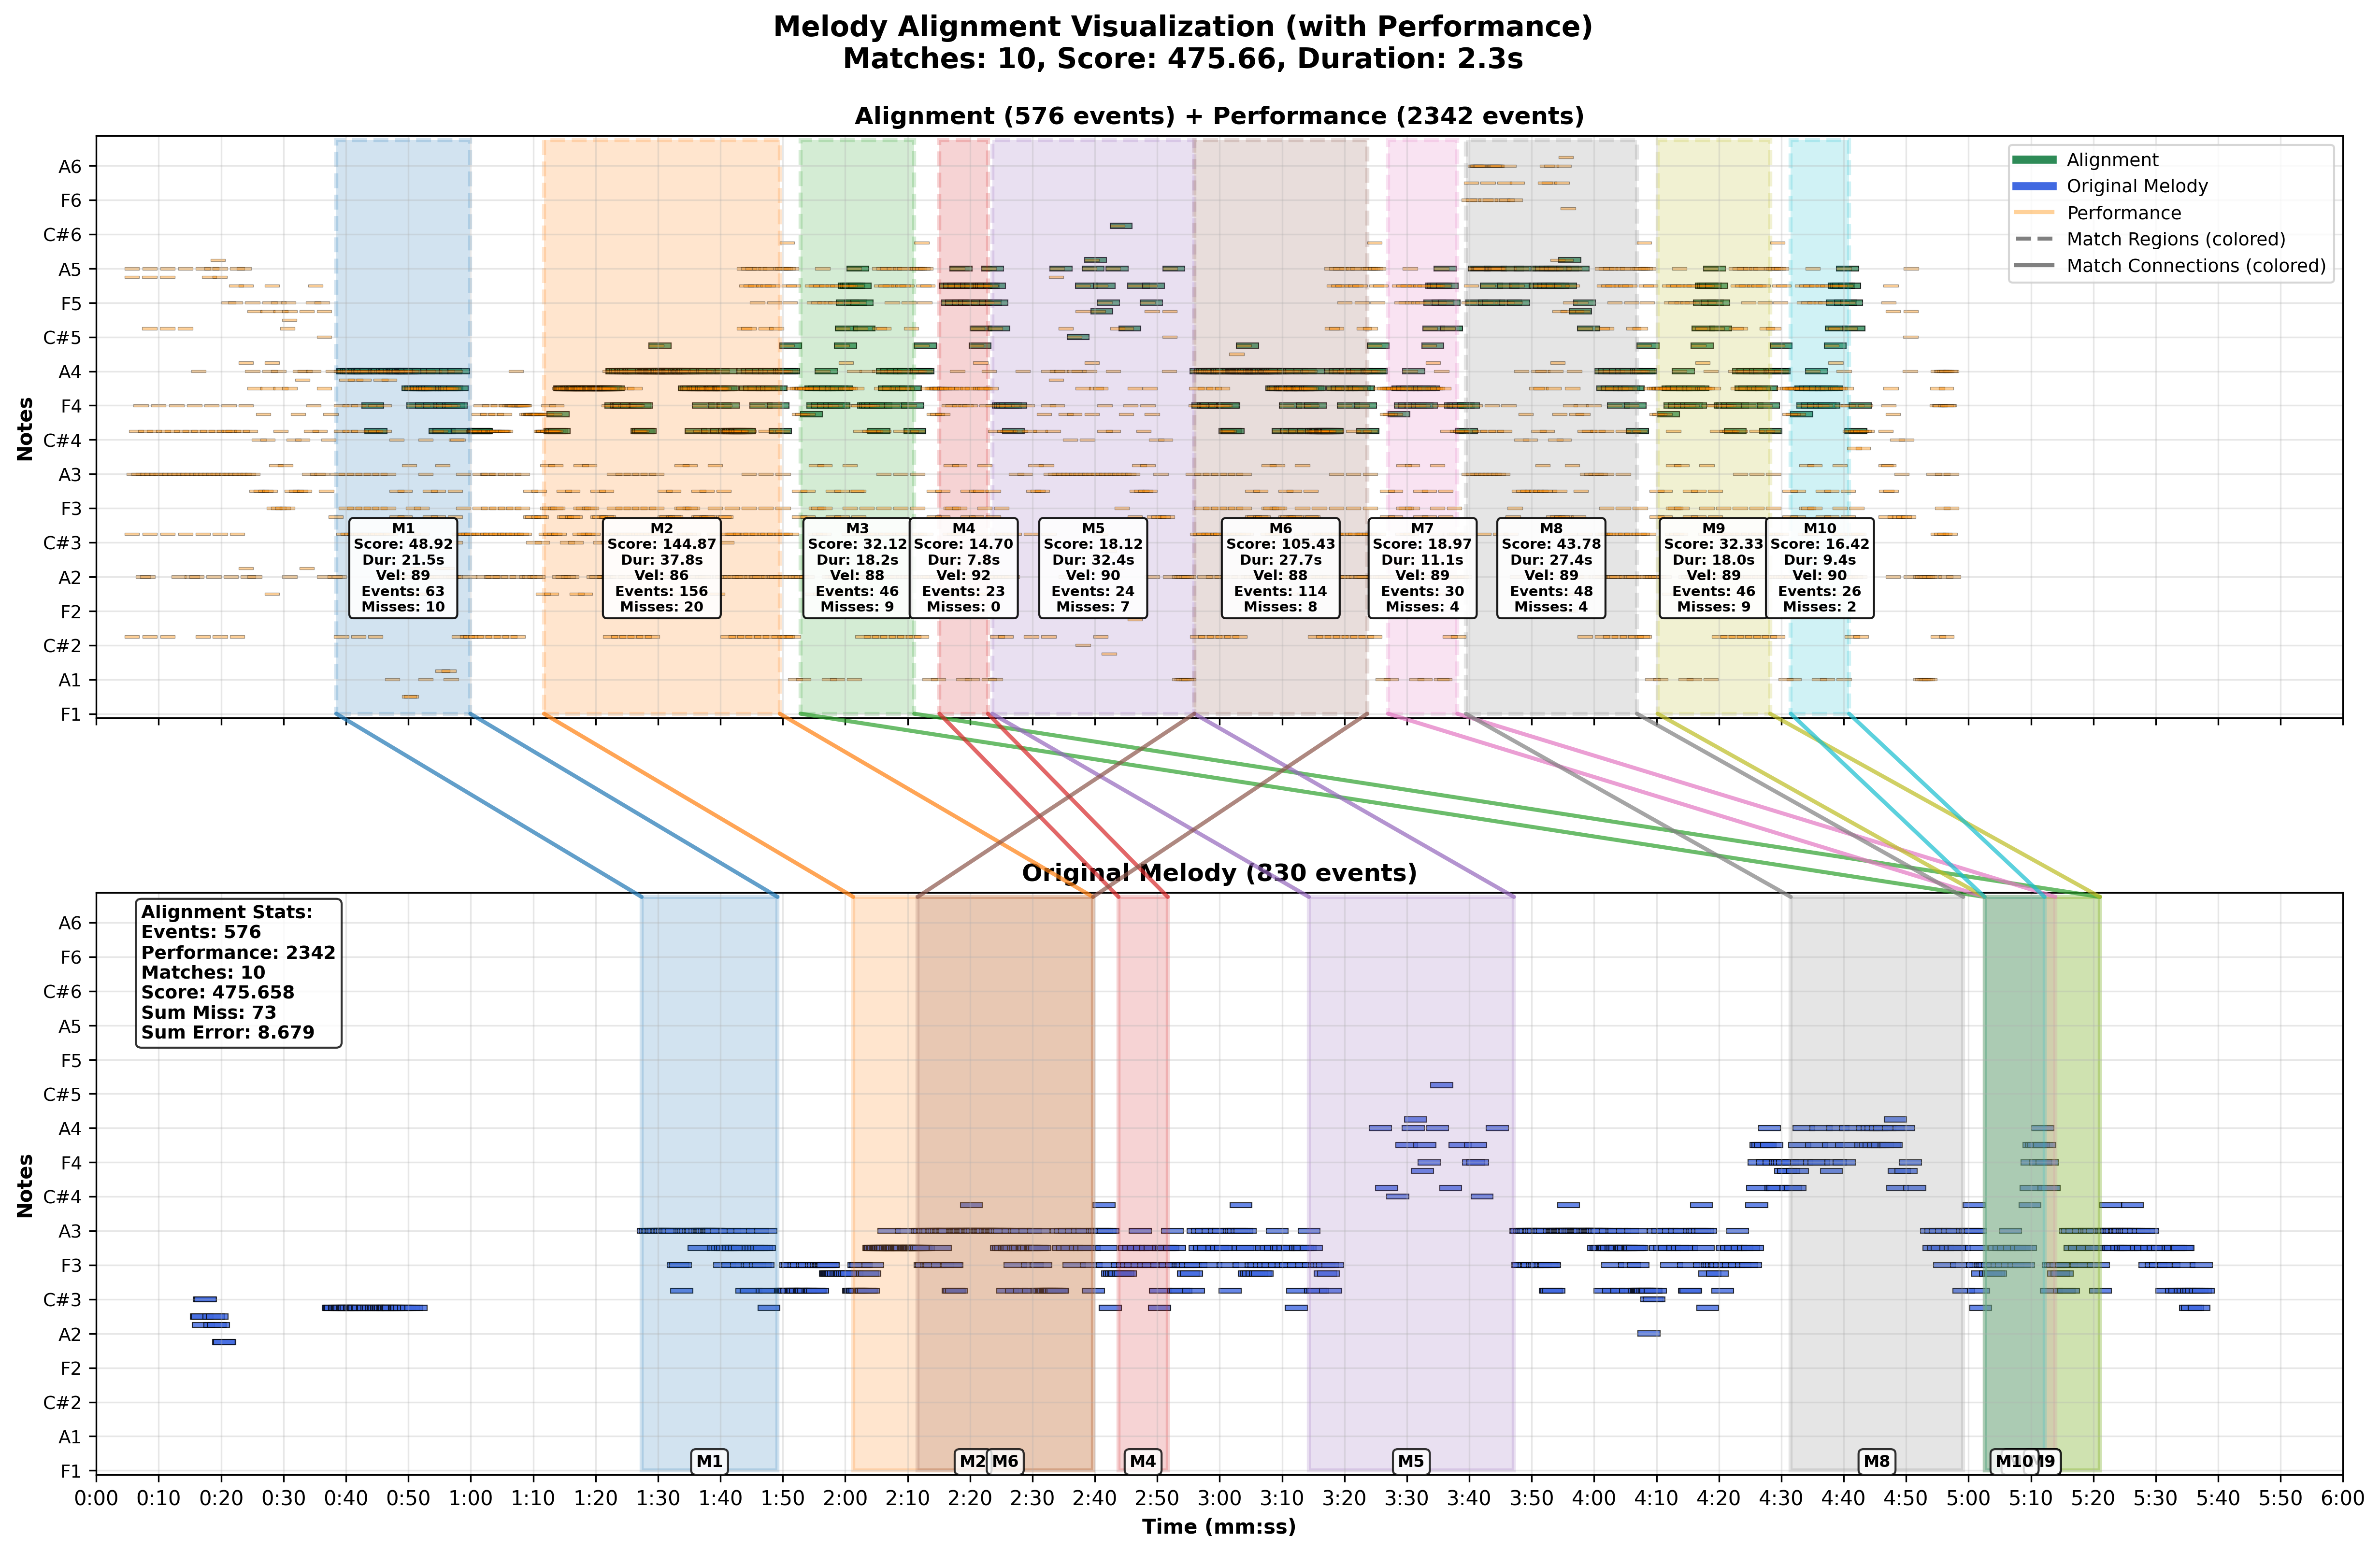 Melody Alignment Visualization (with Performance)
Matches: 10, Score: 475.66, Duration: 2.3s
Alignment (576 events) + Performance (2342 events)
Notes
A6
F6
C#6
A5
F5
C#5
A4
F4
C#4
A3
F3
C#3
A2
F2
C#2
A1
F1
Alignment
Original Melody
Performance
Match Regions (colored)
Match Connections (colored)
M1
Score: 48.92
Dur: 21.5s
Vel: 89
Events: 63
Misses: 10
M2
Score: 144.87
Dur: 37.8s
Vel: 86
Events: 156
Misses: 20
M3
Score: 32.12
Dur: 18.2s
Vel: 88
Events: 46
Misses: 9
M4
Score: 14.70
Dur: 7.8s
Vel: 92
Events: 23
Misses: 0
M5
Score: 18.12
Dur: 32.4s
Vel: 90
Events: 24
Misses: 7
M6
Score: 105.43
Dur: 27.7s
Vel: 88
Events: 114
Misses: 8
M7
Score: 18.97
Dur: 11.1s
Vel: 89
Events: 30
Misses: 4
M8
Score: 43.78
Dur: 27.4s
Vel: 89
Events: 48
Misses: 4
M9
Score: 32.33
Dur: 18.0s
Vel: 89
Events: 46
Misses: 9
M10
Score: 16.42
Dur: 9.4s
Vel: 90
Events: 26
Misses: 2
Original Melody (830 events)
Notes
A6
F6
C#6
A5
F5
C#5
A4
F4
C#4
A3
F3
C#3
A2
F2
C#2
A1
F1
Alignment Stats:
Events: 576
Performance: 2342
Matches: 10
Score: 475.658
Sum Miss: 73
Sum Error: 8.679
M1 M2 M6 M4 M5 M8 M10 M9
0:00 0:10 0:20 0:30 0:40 0:50 1:00 1:10 1:20 1:30 1:40 1:50 2:00 2:10 2:20 2:30 2:40 2:50 3:00 3:10 3:20 3:30 3:40 3:50 4:00 4:10 4:20 4:30 4:40 4:50 5:00 5:10 5:20 5:30 5:40 5:50 6:00
Time (mm:ss)